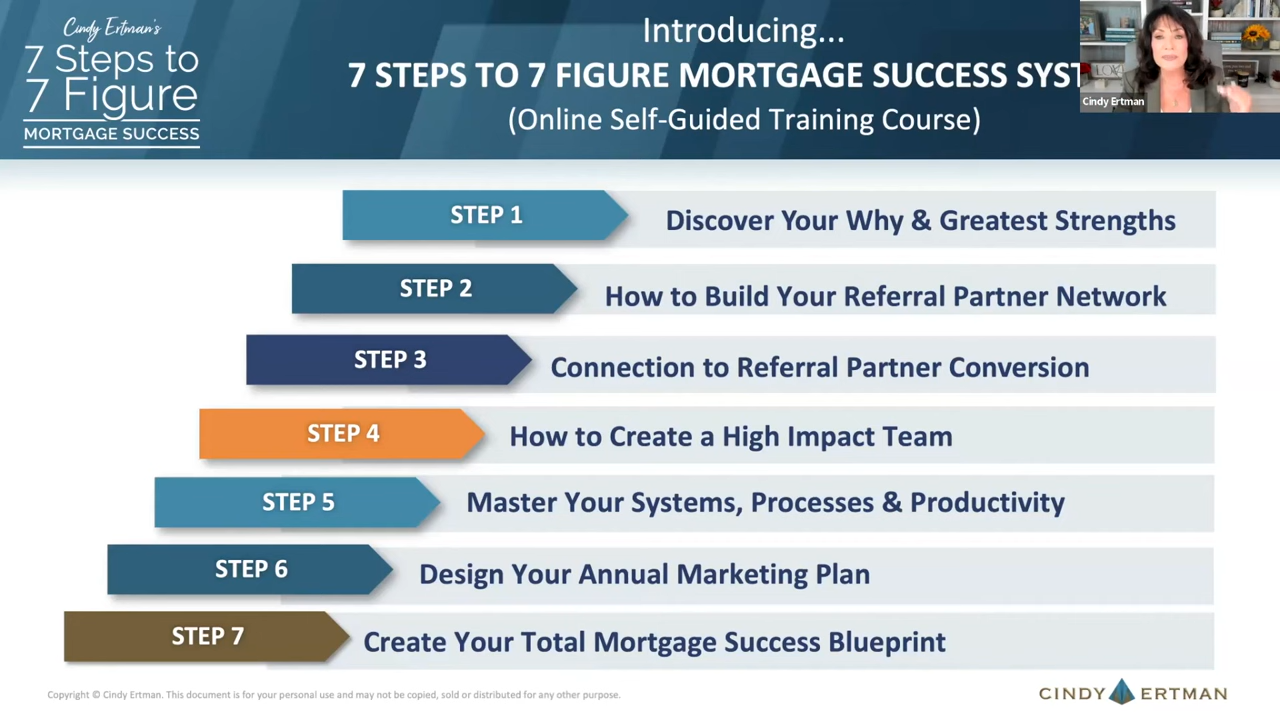 Cindy Ertman's
7 Steps to
7 Figure
MORTGAGE SUCCESS
Introducing...
7 STEPS TO 7 FIGURE MORTGAGE SUCCESS SYST
(Online Self-Guided Training Course)
Cindy Ertman
STEP 1
Discover Your Why & Greatest Strengths
STEP 2
How to Build Your Referral Partner Network
STEP 3
Connection to Referral Partner Conversion
STEP 4
How to Create a High Impact Team
STEP 5
Master Your Systems, Processes & Productivity
STEP 6
Design Your Annual Marketing Plan
STEP 7
Create Your Total Mortgage Success Blueprint
Copyright © Cindy Ertman. This document is for your personal use and may not be copied, sold or distributed for any other purpose.
CINDY ERTMAN